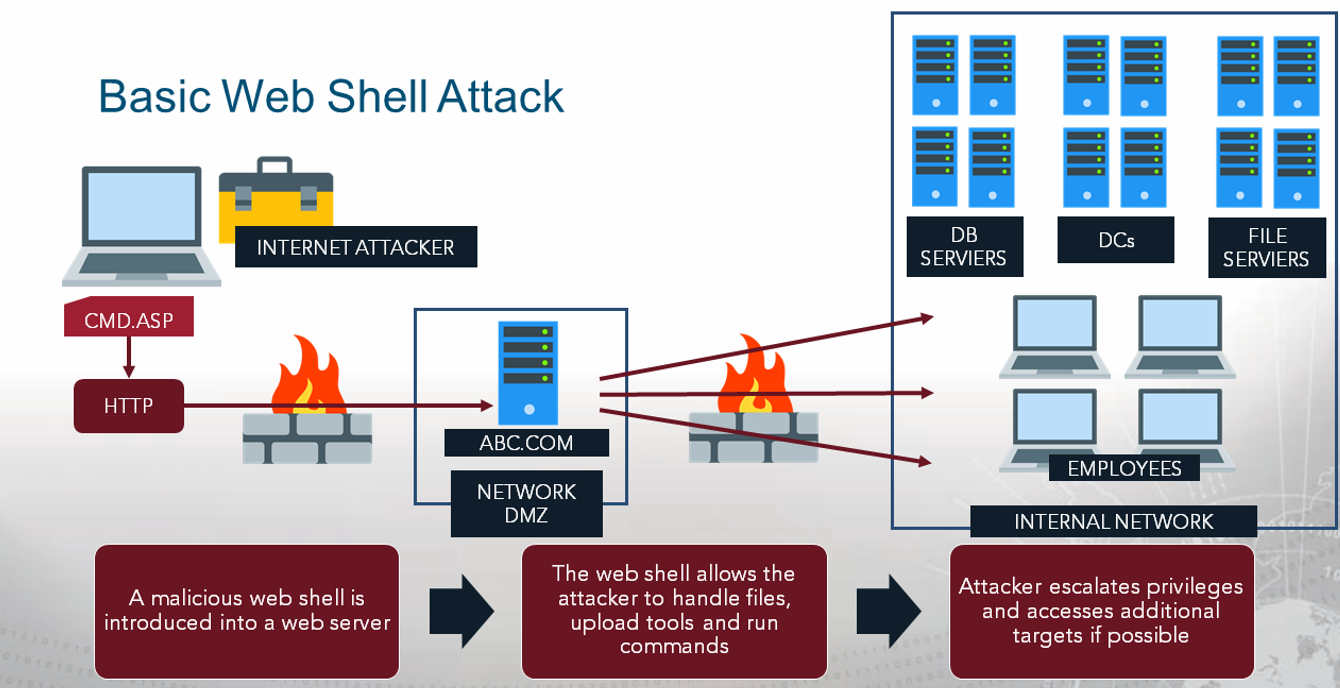 Basic Web Shell Attack
INTERNET ATTACKER
CMD.ASP
HTTP
ABC.COM
NETWORK
DMZ
DB
SERVIERS
DCs
FILE
SERVIERS
EMPLOYEES
INTERNAL NETWORK
A malicious web shell is
introduced into a web server
The web shell allows the
attacker to handle files,
upload tools and run
commands
Attacker escalates privileges
and accesses additional
targets if possible